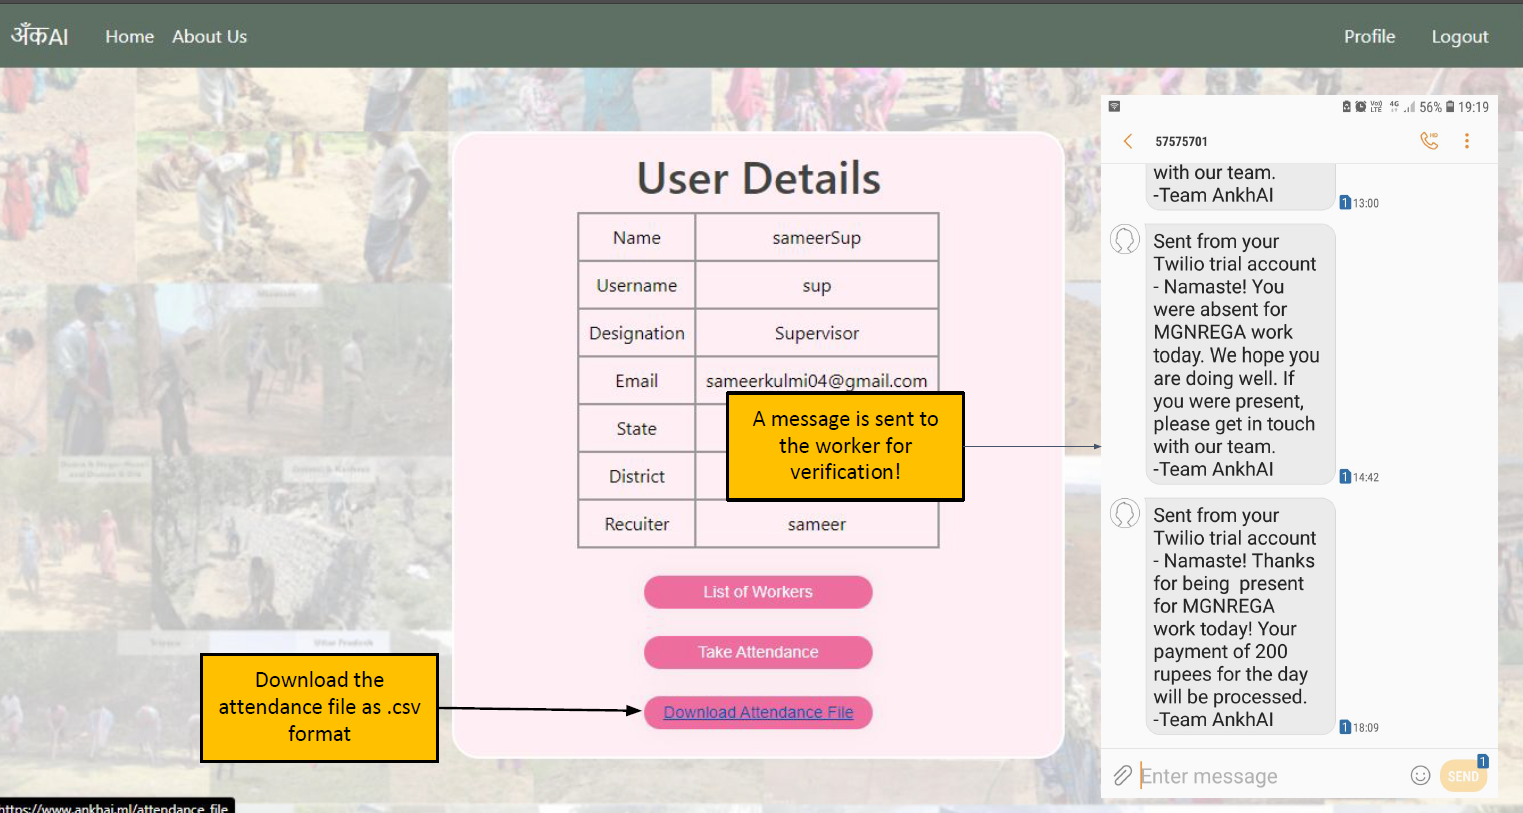 अँकAI
Home
About Us
Profile
Logout
User Details
Name sameerSup
Username sup
Designation Supervisor
Email sameerkulmi04@gmail.com
State
District
Recuiter sameer
List of Workers
Take Attendance
Download Attendance File
A message is sent to
the worker for
verification!
Download the
attendance file as .csv
format
https://www.ankhai.ml/attendance_file
56% 19:19
57575701
with our team.
-Team AnkhAI
1 13:00
Sent from your
Twilio trial account
- Namaste! You
were absent for
MGNREGA work
today. We hope you
are doing well. If
you were present,
please get in touch
with our team.
-Team AnkhAI
1 14:42
Sent from your
Twilio trial account
- Namaste! Thanks
for being  present
for MGNREGA
work today! Your
payment of 200
rupees for the day
will be processed.
-Team AnkhAI
1 18:09
Enter message
1
SEND